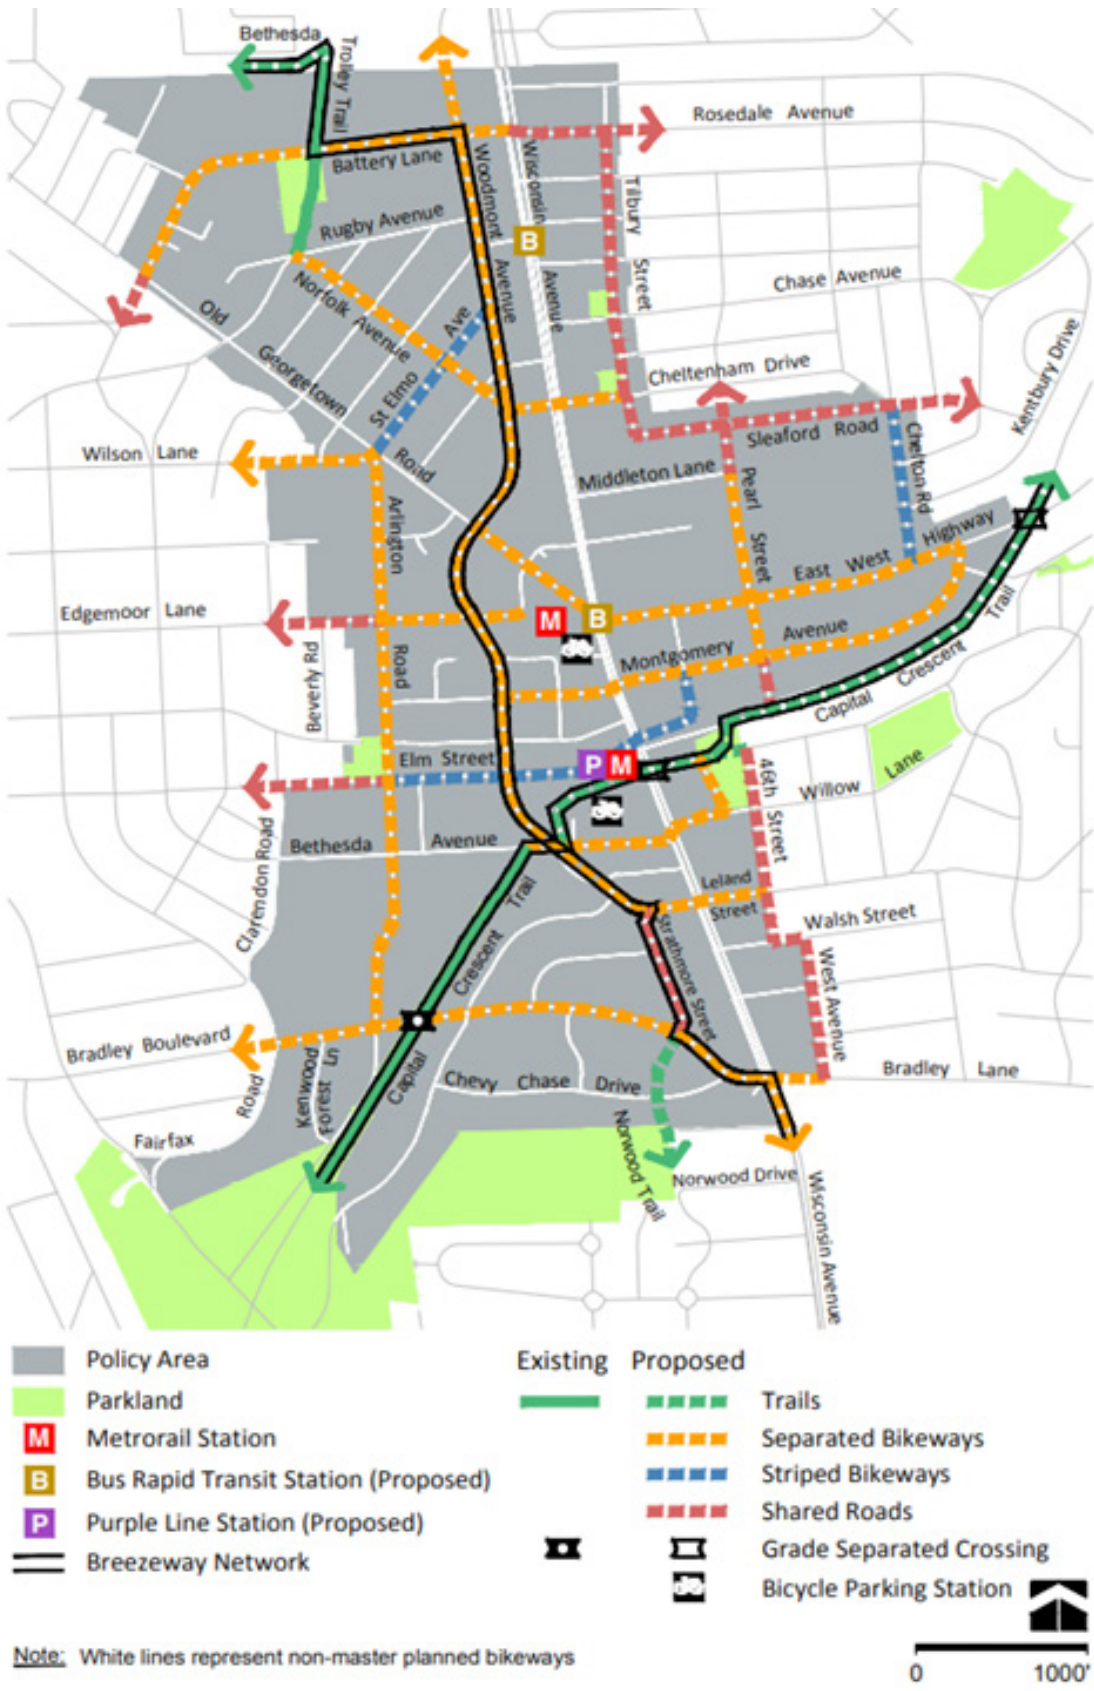 Bethesda
Trolley Trail
Rosedale Avenue
Battery Lane
Woodmont
Avenue
Wisconsin
Avenue
Tilbury
Street
B
Rugby Avenue
Chase Avenue
Norfolk Avenue
Old
Georgetown
Road
St Elmo
Ave
Cheltenham Drive
Kentbury Drive
Sleaford Road
Chelton Rd
Wilson Lane
Middleton Lane
Pearl
Street
Arlington
Road
East West
Highway
Edgemoor Lane
M
B
Beverly Rd
Montgomery
Avenue
Capital
Crescent
Trail
Elm Street
P
M
Willow
Lane
46th
Street
Clarendon Road
Bethesda
Avenue
Leland
Street
Walsh Street
Trail
Crescent
Capital
Strathmore Street
West Avenue
Bradley Boulevard
Bradley Lane
Chevy Chase Drive
Kenwood
Forest Ln
Road
Fairfax
Norwood Trail
Norwood Drive
Wisconsin Avenue
Policy Area
Parkland
M Metrorail Station
B Bus Rapid Transit Station (Proposed)
P Purple Line Station (Proposed)
Breezeway Network
Existing Proposed
Trails
Separated Bikeways
Striped Bikeways
Shared Roads
Grade Separated Crossing
Bicycle Parking Station
Note: White lines represent non-master planned bikeways
0 1000'